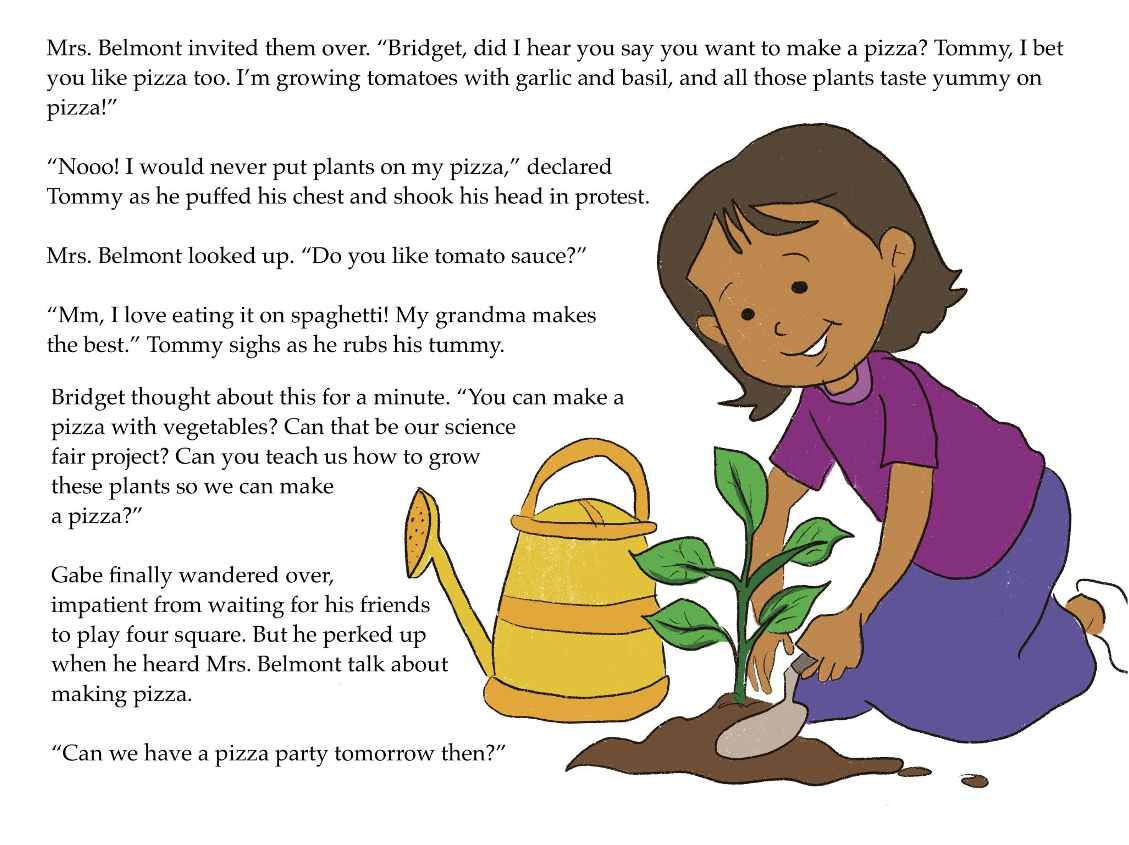 Mrs. Belmont invited them over. “Bridget, did I hear you say you want to make a pizza? Tommy, I bet
you like pizza too. I’m growing tomatoes with garlic and basil, and all those plants taste yummy on
pizza!”
“Nooo! I would never put plants on my pizza,” declared
Tommy as he puffed his chest and shook his head in protest.
Mrs. Belmont looked up. “Do you like tomato sauce?”
“Mm, I love eating it on spaghetti! My grandma makes
the best.” Tommy sighs as he rubs his tummy.
Bridget thought about this for a minute. “You can make a
pizza with vegetables? Can that be our science
fair project? Can you teach us how to grow
these plants so we can make
a pizza?”
Gabe finally wandered over,
impatient from waiting for his friends
to play four square. But he perked up
when he heard Mrs. Belmont talk about
making pizza.
“Can we have a pizza party tomorrow then?”